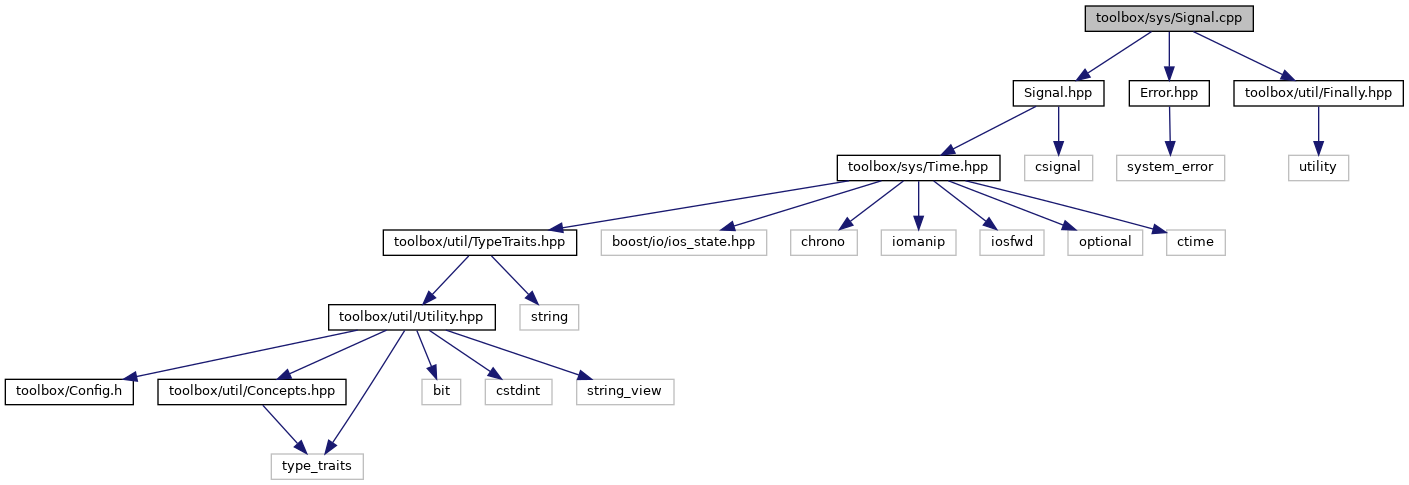 toolbox/sys/Signal.cpp
Signal.hpp
Error.hpp
toolbox/util/Finally.hpp
toolbox/sys/Time.hpp
csignal
system_error
utility
toolbox/util/TypeTraits.hpp
boost/io/ios_state.hpp
chrono
iomanip
iosfwd
optional
ctime
toolbox/util/Utility.hpp
string
toolbox/Config.h
toolbox/util/Concepts.hpp
bit
cstdint
string_view
type_traits